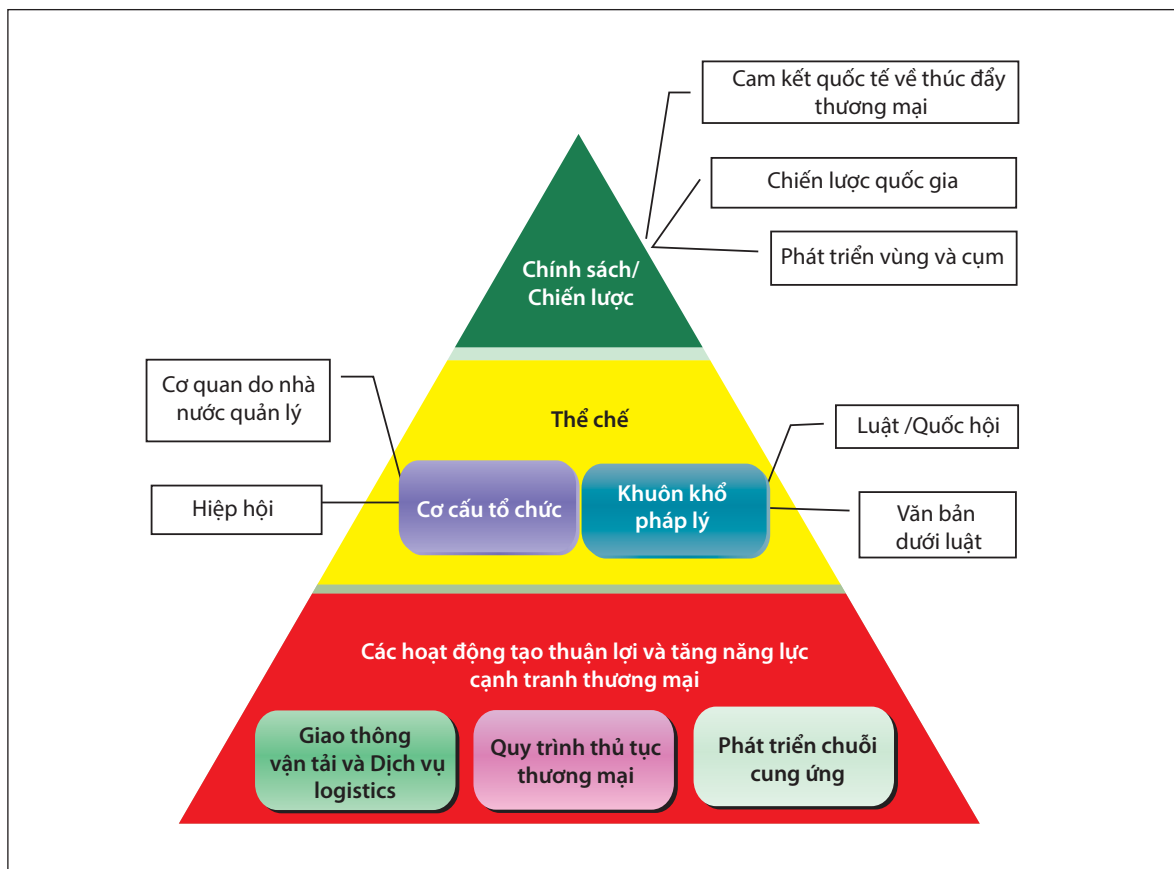 Cam kết quốc tế về thúc đẩy
thương mại
Chiến lược quốc gia
Phát triển vùng và cụm
Chính sách/
Chiến lược
Cơ quan do nhà
nước quản lý
Hiệp hội
Thể chế
Cơ cấu tổ chức
Khuôn khổ
pháp lý
Luật /Quốc hội
Văn bản
dưới luật
Các hoạt động tạo thuận lợi và tăng năng lực
cạnh tranh thương mại
Giao thông
vận tải và Dịch vụ
logistics
Quy trình thủ tục
thương mại
Phát triển chuỗi
cung ứng